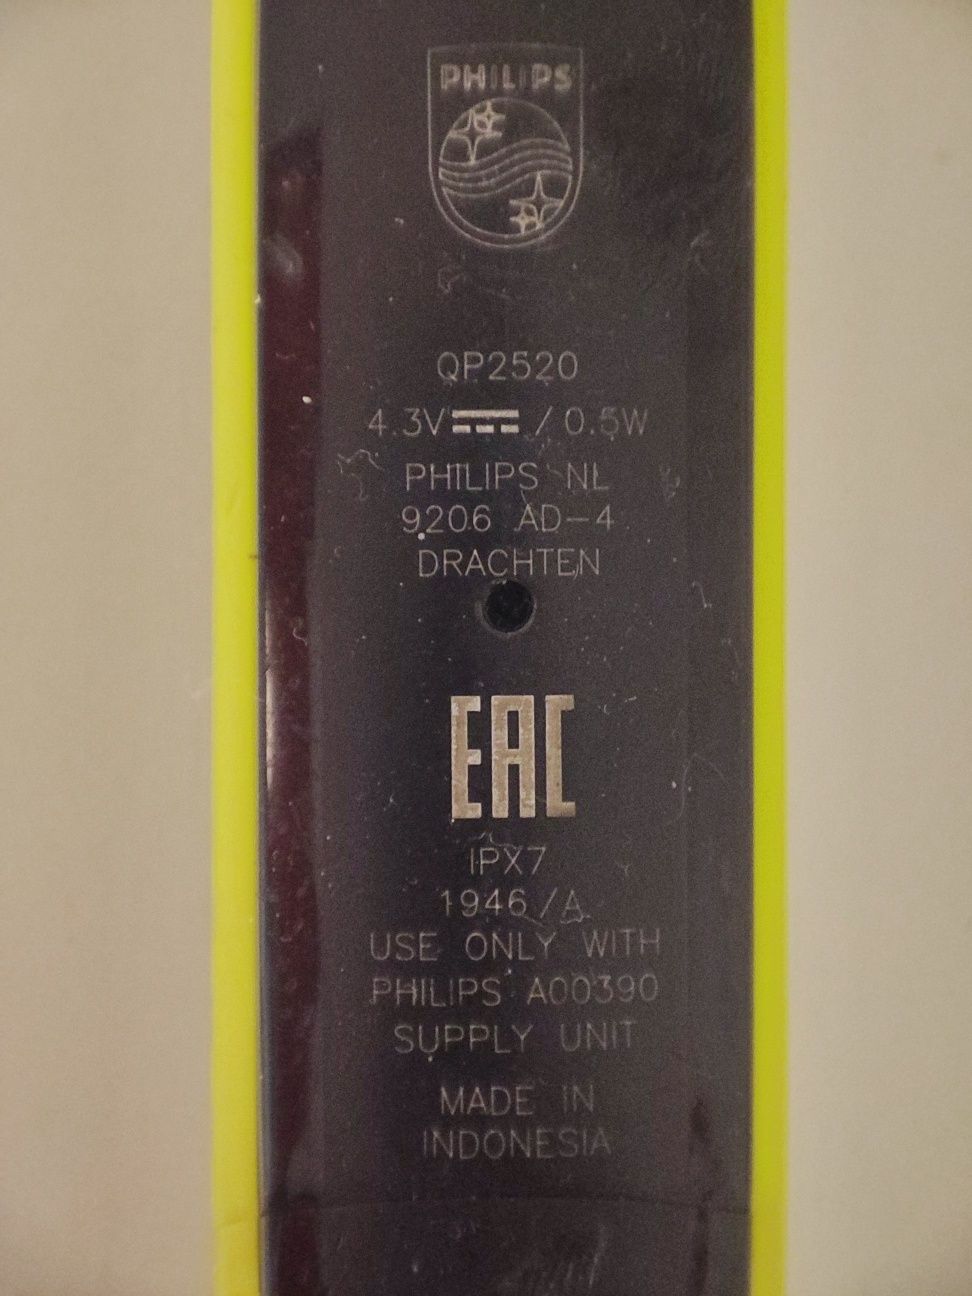 PHILIPS
QP2520
4.3V⎓/0.5W
PHILIPS NL
9206 AD-4
DRACHTEN
EAC
IPX7
1946/A
USE ONLY WITH
PHILIPS A00390
SUPPLY UNIT
MADE IN
INDONESIA